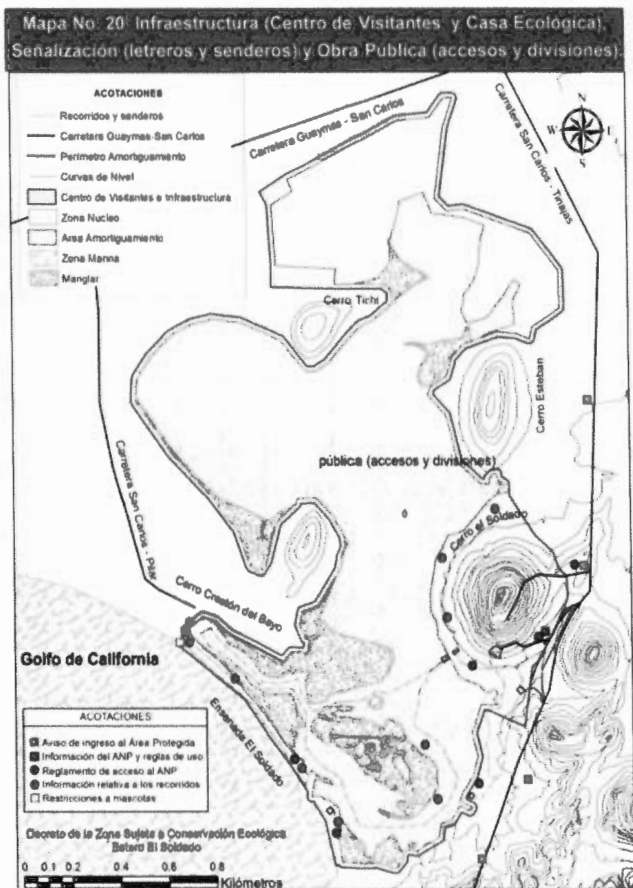 Mapa No. 20. Infraestructura (Centro de Visitantes y Casa Ecológica),
Señalización (letreros y senderos) y Obra Pública (accesos y divisiones).
ACOTACIONES
Recorridos y senderos
Carretera Guaymas-San Carlos
Perimetro Amortiguamiento
Curvas de Nivel
Centro de Visitantes e Infraestructura
Zona Nucleo
Area Amortiguamiento
Zona Marina
Manglar
Carretera Guaymas - San Carlos
Carretera San Carlos - Tinajas
N
W
E
S
Cerro Tichi
Cerro Esteban
pública (accesos y divisiones)
Cerro el Soldado
Carretera San Carlos - Pilar
Cerro Crestón del Bayo
Golfo de California
Ensenada El Soldado
ACOTACIONES
Aviso de ingreso al Área Protegida
Información del ANP y reglas de uso
Reglamento de acceso al ANP
Información relativa a los recorridos
Restricciones a mascotas
Decreto de la Zona Sujeta a Conservación Ecológica
Estero El Soldado
0 0.1 0.2 0.4 0.6 0.8
Kilómetros